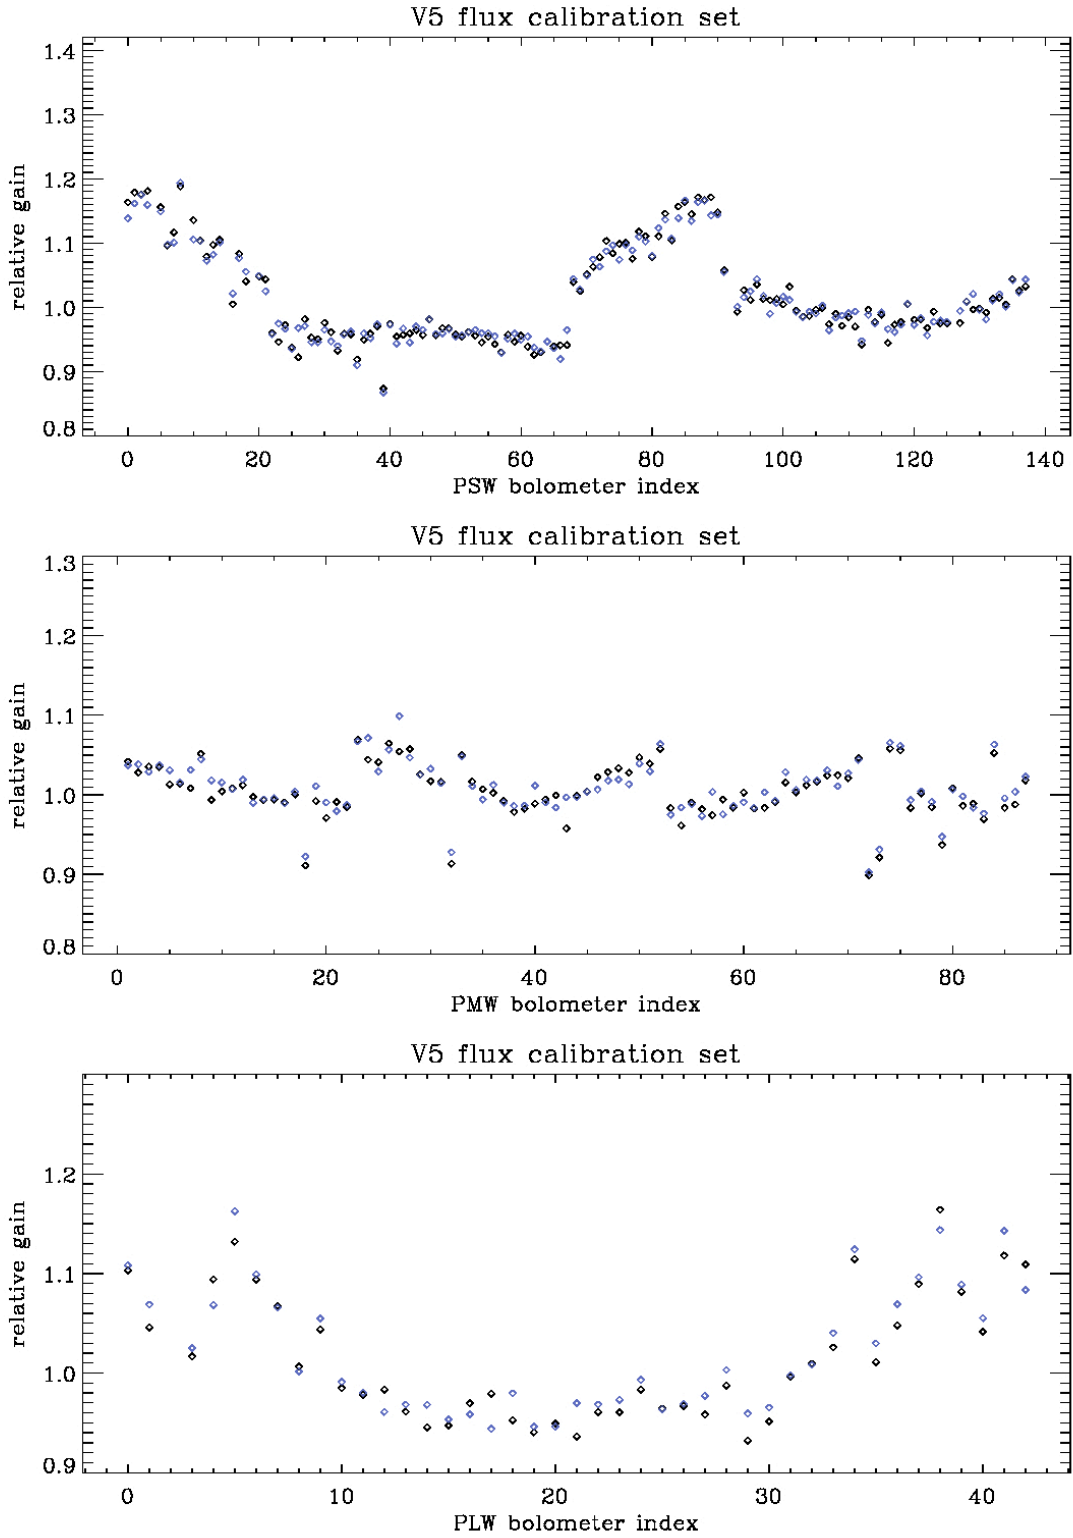 V5 flux calibration set
1.4
1.3
1.2
1.1
1.0
0.9
0.8
relative gain
0 20 40 60 80 100 120 140
PSW bolometer index
V5 flux calibration set
1.3
1.2
1.1
1.0
0.9
0.8
relative gain
0 20 40 60 80
PMW bolometer index
V5 flux calibration set
1.2
1.1
1.0
0.9
relative gain
0 10 20 30 40
PLW bolometer index